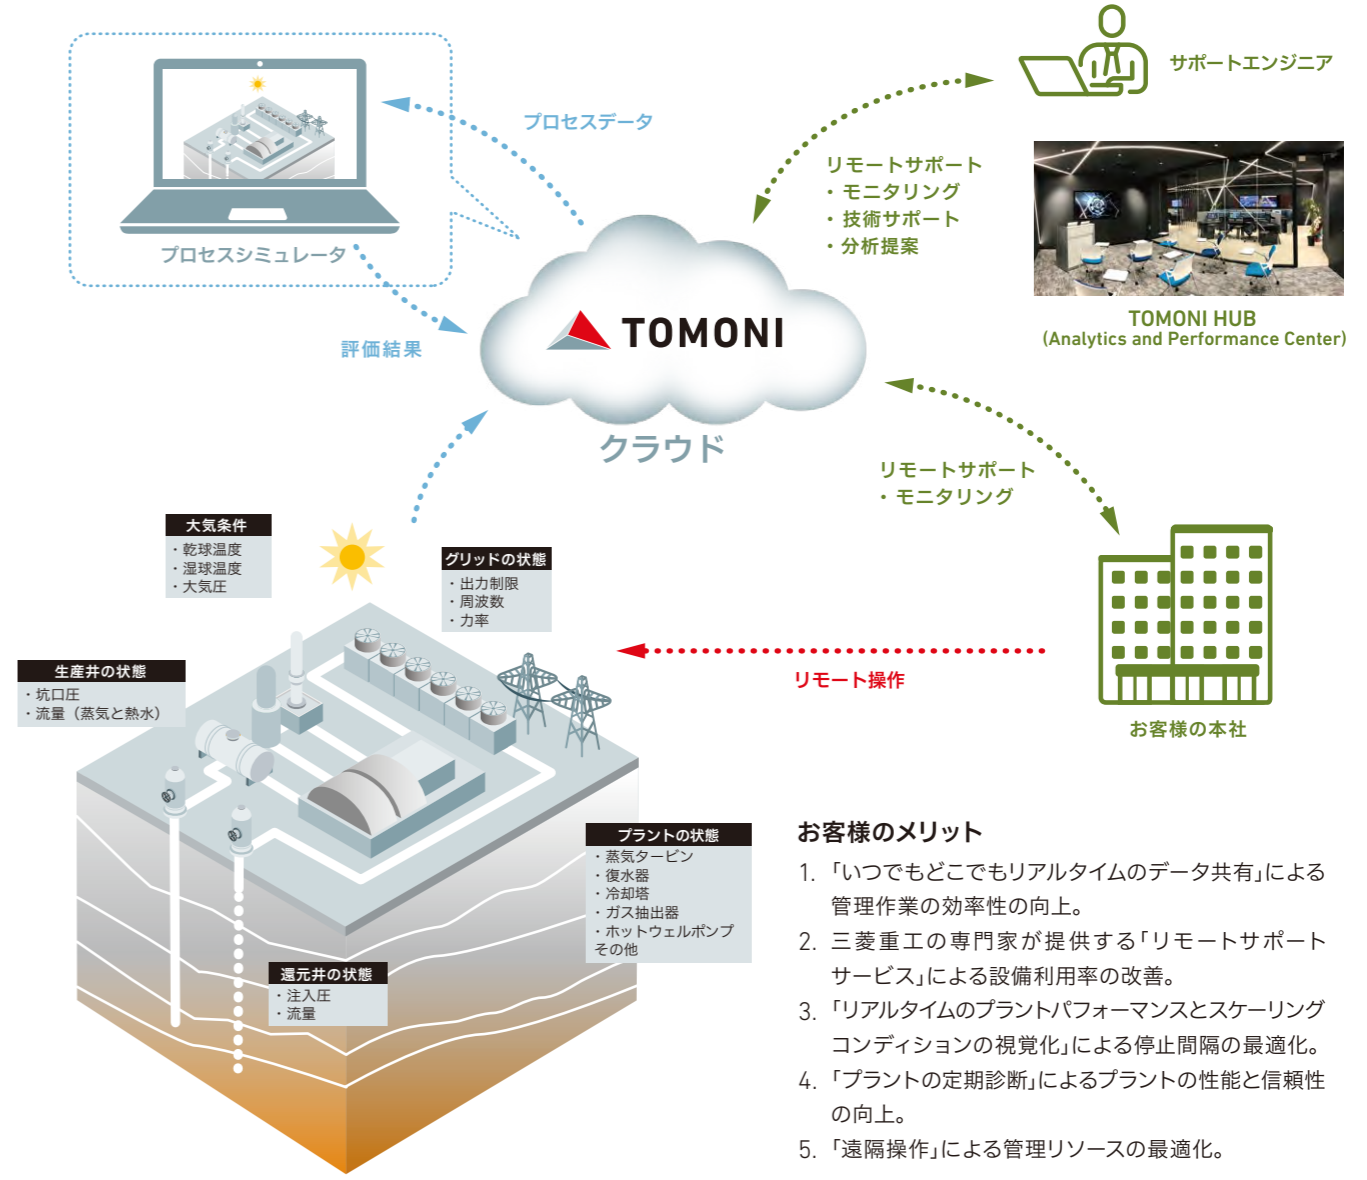 サポートエンジニア
プロセスデータ
リモートサポート
・モニタリング
・技術サポート
・分析提案
プロセスシミュレータ
TOMONI HUB
(Analytics and Performance Center)
TOMONI
評価結果
クラウド
リモートサポート
・モニタリング
大気条件
・乾球温度
・湿球温度
・大気圧
グリッドの状態
・出力制限
・周波数
・力率
生産井の状態
・坑口圧
・流量（蒸気と熱水）
リモート操作
お客様の本社
プラントの状態
・蒸気タービン
・復水器
・冷却塔
・ガス抽出器
・ホットウェルポンプ
その他
還元井の状態
・注入圧
・流量
お客様のメリット
1. 「いつでもどこでもリアルタイムのデータ共有」による
管理作業の効率性の向上。
2. 三菱重工の専門家が提供する「リモートサポート
サービス」による設備利用率の改善。
3. 「リアルタイムのプラントパフォーマンスとスケーリング
コンディションの視覚化」による停止間隔の最適化。
4. 「プラントの定期診断」によるプラントの性能と信頼性
の向上。
5. 「遠隔操作」による管理リソースの最適化。